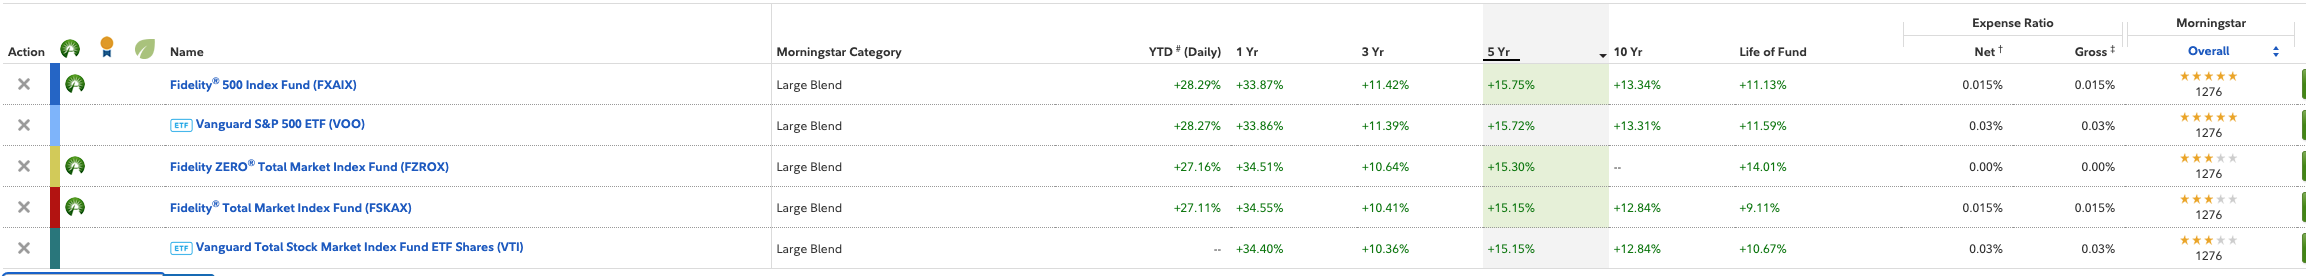 Expense Ratio Morningstar
Action Name Morningstar Category YTD # (Daily) 1 Yr 3 Yr 5 Yr 10 Yr Life of Fund Net † Gross ‡ Overall
Fidelity® 500 Index Fund (FXAIX) Large Blend +28.29% +33.87% +11.42% +15.75% +13.34% +11.13% 0.015% 0.015% ★★★★★
1276
ETF Vanguard S&P 500 ETF (VOO) Large Blend +28.27% +33.86% +11.39% +15.72% +13.31% +11.59% 0.03% 0.03% ★★★★★
1276
Fidelity ZERO® Total Market Index Fund (FZROX) Large Blend +27.16% +34.51% +10.64% +15.30% -- +14.01% 0.00% 0.00% ★★★★★
1276
Fidelity® Total Market Index Fund (FSKAX) Large Blend +27.11% +34.55% +10.41% +15.15% +12.84% +9.11% 0.015% 0.015% ★★★★★
1276
ETF Vanguard Total Stock Market Index Fund ETF Shares (VTI) Large Blend -- +34.40% +10.36% +15.15% +12.84% +10.67% 0.03% 0.03% ★★★★★
1276